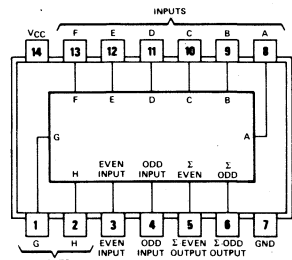 INPUTS
VCC F E D C B A
14 13 12 11 10 9 8
F E D C B
G A
EVEN ODD Σ Σ
H INPUT INPUT EVEN ODD
1 2 3 4 5 6 7
G H EVEN ODD Σ-EVEN Σ-ODD GND
INPUT INPUT OUTPUT OUTPUT